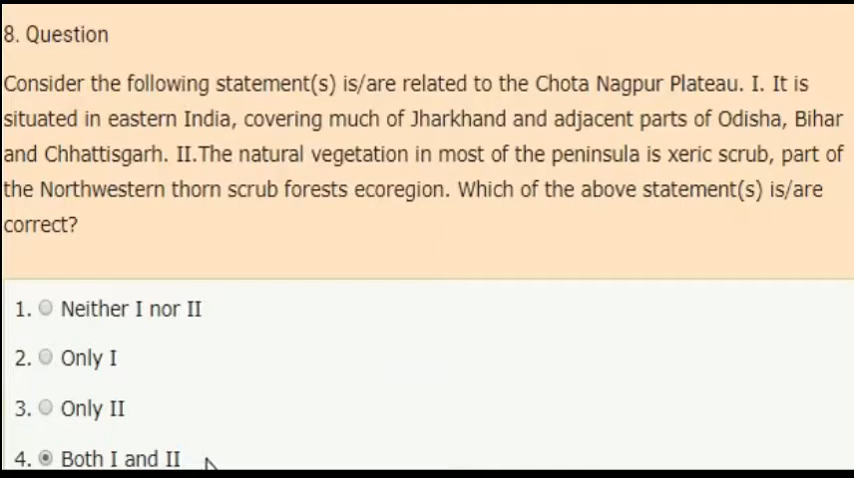 8. Question
Consider the following statement(s) is/are related to the Chota Nagpur Plateau. I. It is
situated in eastern India, covering much of Jharkhand and adjacent parts of Odisha, Bihar
and Chhattisgarh. II.The natural vegetation in most of the peninsula is xeric scrub, part of
the Northwestern thorn scrub forests ecoregion. Which of the above statement(s) is/are
correct?
1. Neither I nor II
2. Only I
3. Only II
4. Both I and II